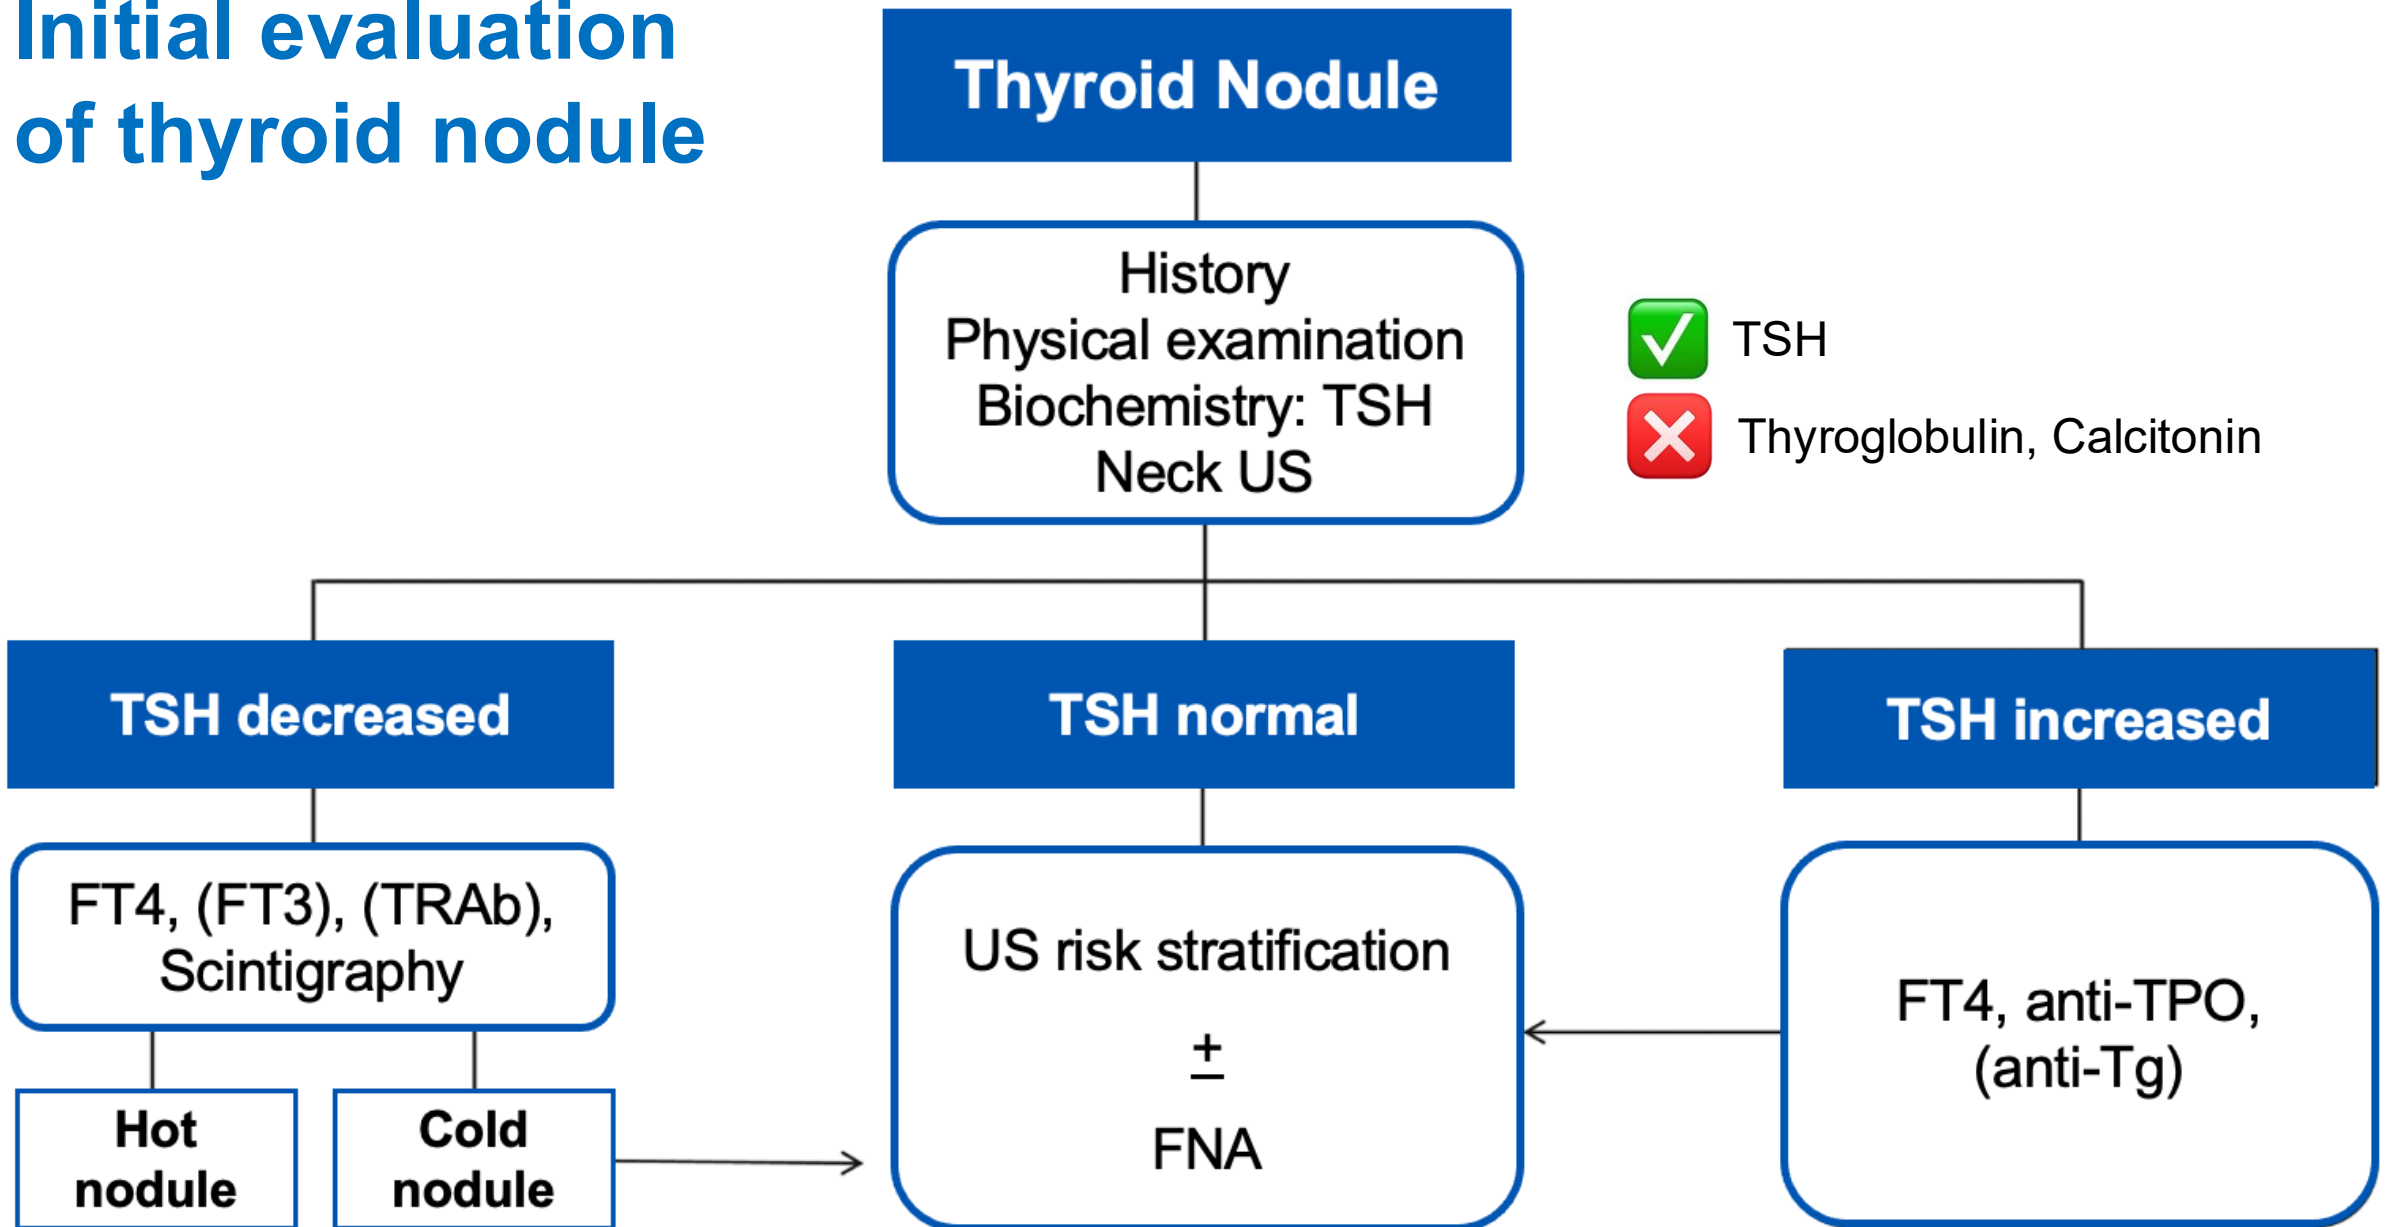 Initial evaluation
of thyroid nodule
Thyroid Nodule
History
Physical examination
Biochemistry: TSH
Neck US
TSH
Thyroglobulin, Calcitonin
TSH decreased
TSH normal
TSH increased
FT4, (FT3), (TRAb),
Scintigraphy
Hot
nodule
Cold
nodule
US risk stratification
±
FNA
FT4, anti-TPO,
(anti-Tg)